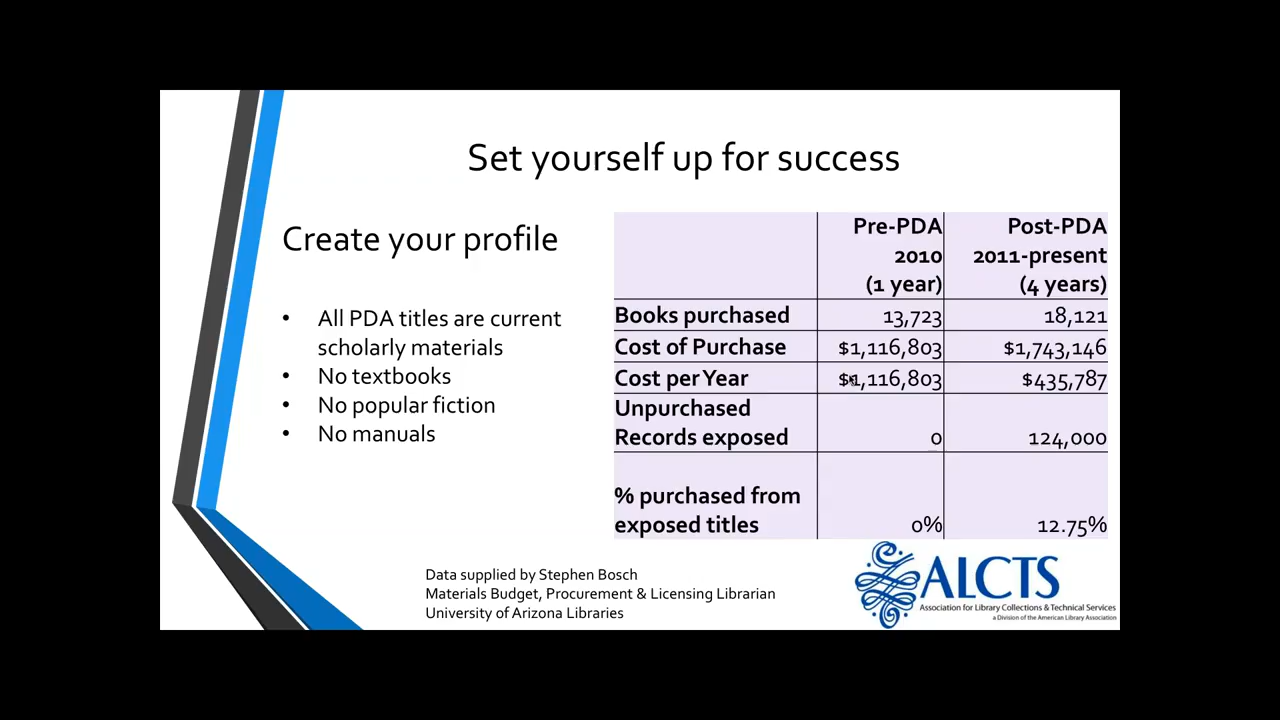 Set yourself up for success
Create your profile
• All PDA titles are current
scholarly materials
• No textbooks
• No popular fiction
• No manuals
Pre-PDA Post-PDA
2010 2011-present
(1 year) (4 years)
Books purchased 13,723 18,121
Cost of Purchase $1,116,803 $1,743,146
Cost per Year $1,116,803 $435,787
Unpurchased
Records exposed 0 124,000
% purchased from
exposed titles 0% 12.75%
Data supplied by Stephen Bosch
Materials Budget, Procurement & Licensing Librarian
University of Arizona Libraries
ALCTS
Association for Library Collections & Technical Services
a Division of the American Library Association